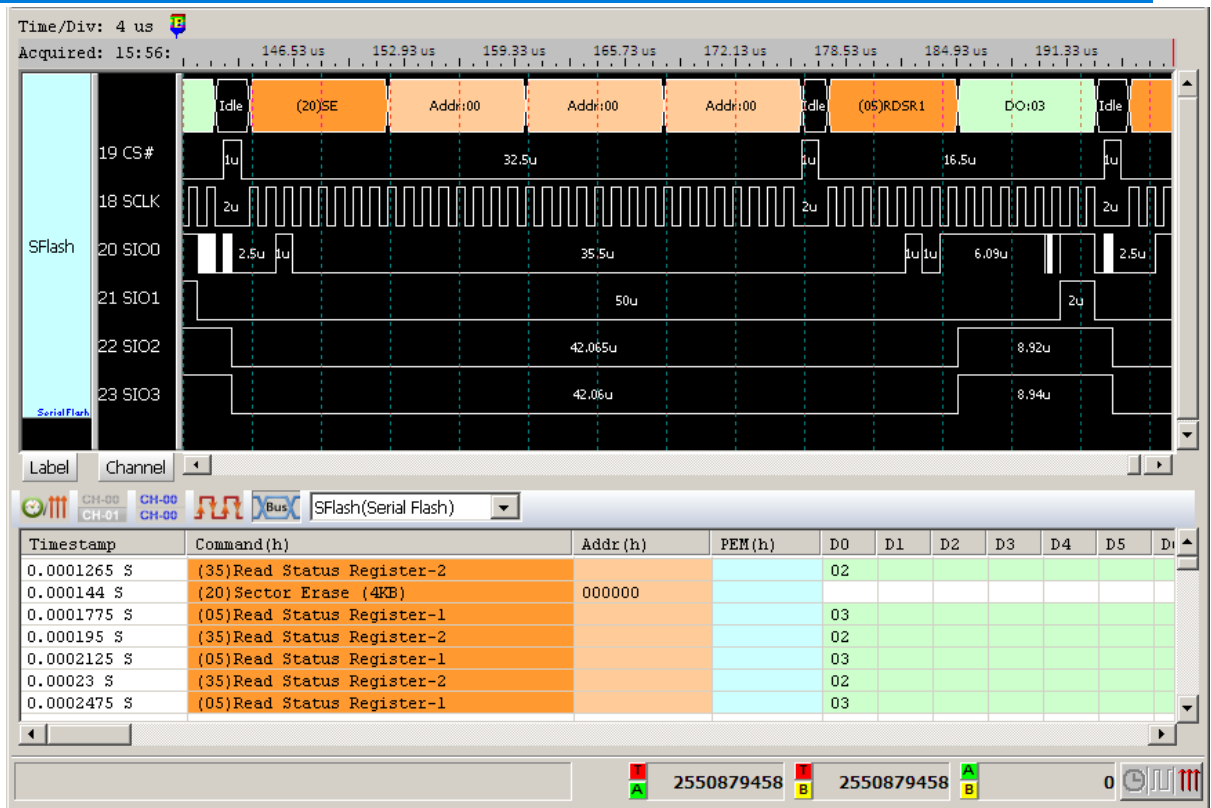 Time/Div: 4 us
Acquired: 15:56: 146.53 us 152.93 us 159.33 us 165.73 us 172.13 us 178.53 us 184.93 us 191.33 us
Idle (20)SE Addr:00 Addr:00 Addr:00 Idle (05)RDSR1 DO:03 Idle
19 CS# 1u 32.5u 1u 16.5u 1u
18 SCLK 2u 2u 2u
SFlash 20 SIO0 2.5u 1u 35.5u 1u 1u 6.09u 2.5u
21 SIO1 50u 2u
22 SIO2 42.065u 8.92u
23 SIO3 42.06u 8.94u
Serial Flash
Label Channel
CH-00 CH-00
CH-01 CH-00
Bus SFlash(Serial Flash)
Timestamp Command(h) Addr(h) PEM(h) D0 D1 D2 D3 D4 D5
0.0001265 S (35)Read Status Register-2 02
0.000144 S (20)Sector Erase (4KB) 000000
0.0001775 S (05)Read Status Register-1 03
0.000195 S (35)Read Status Register-2 02
0.0002125 S (05)Read Status Register-1 03
0.00023 S (35)Read Status Register-2 02
0.0002475 S (05)Read Status Register-1 03
T A 2550879458 T B 2550879458 A B 0